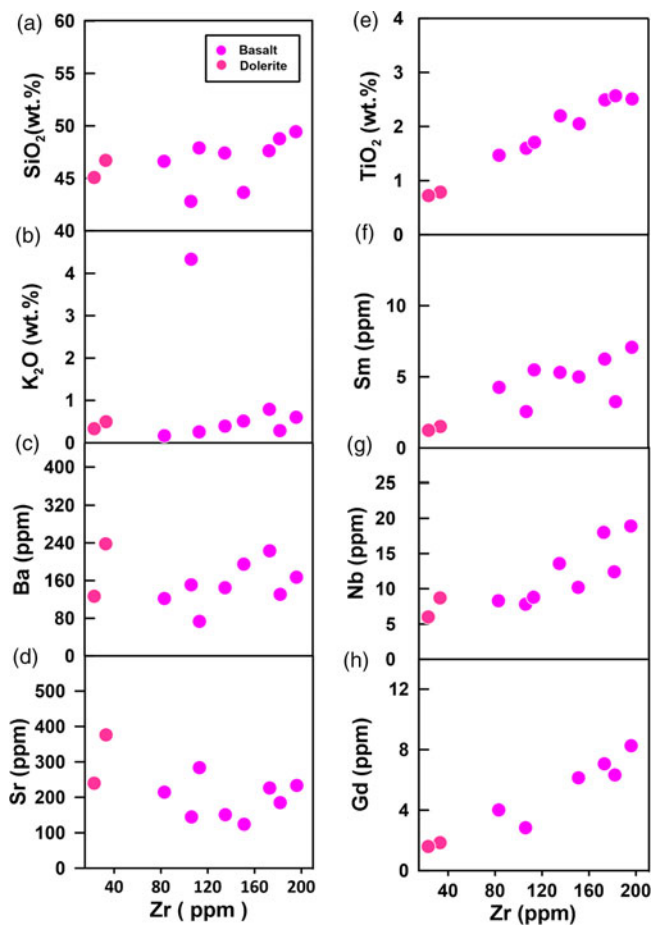 (a)
60
55
50
45
40
SiO₂(wt.%)
Basalt
Dolerite
(b)
4
3
2
1
0
K₂O (wt.%)
(c)
400
320
240
160
80
0
Ba (ppm)
(d)
500
400
300
200
100
0
Sr (ppm)
40
120
160
200
Zr ( ppm )
(e)
4
3
2
1
0
TiO₂ (wt.%)
(f)
10
5
0
Sm (ppm)
(g)
25
20
15
10
5
0
Nb (ppm)
(h)
12
8
4
0
Gd (ppm)
40
120
160
200
Zr (ppm)